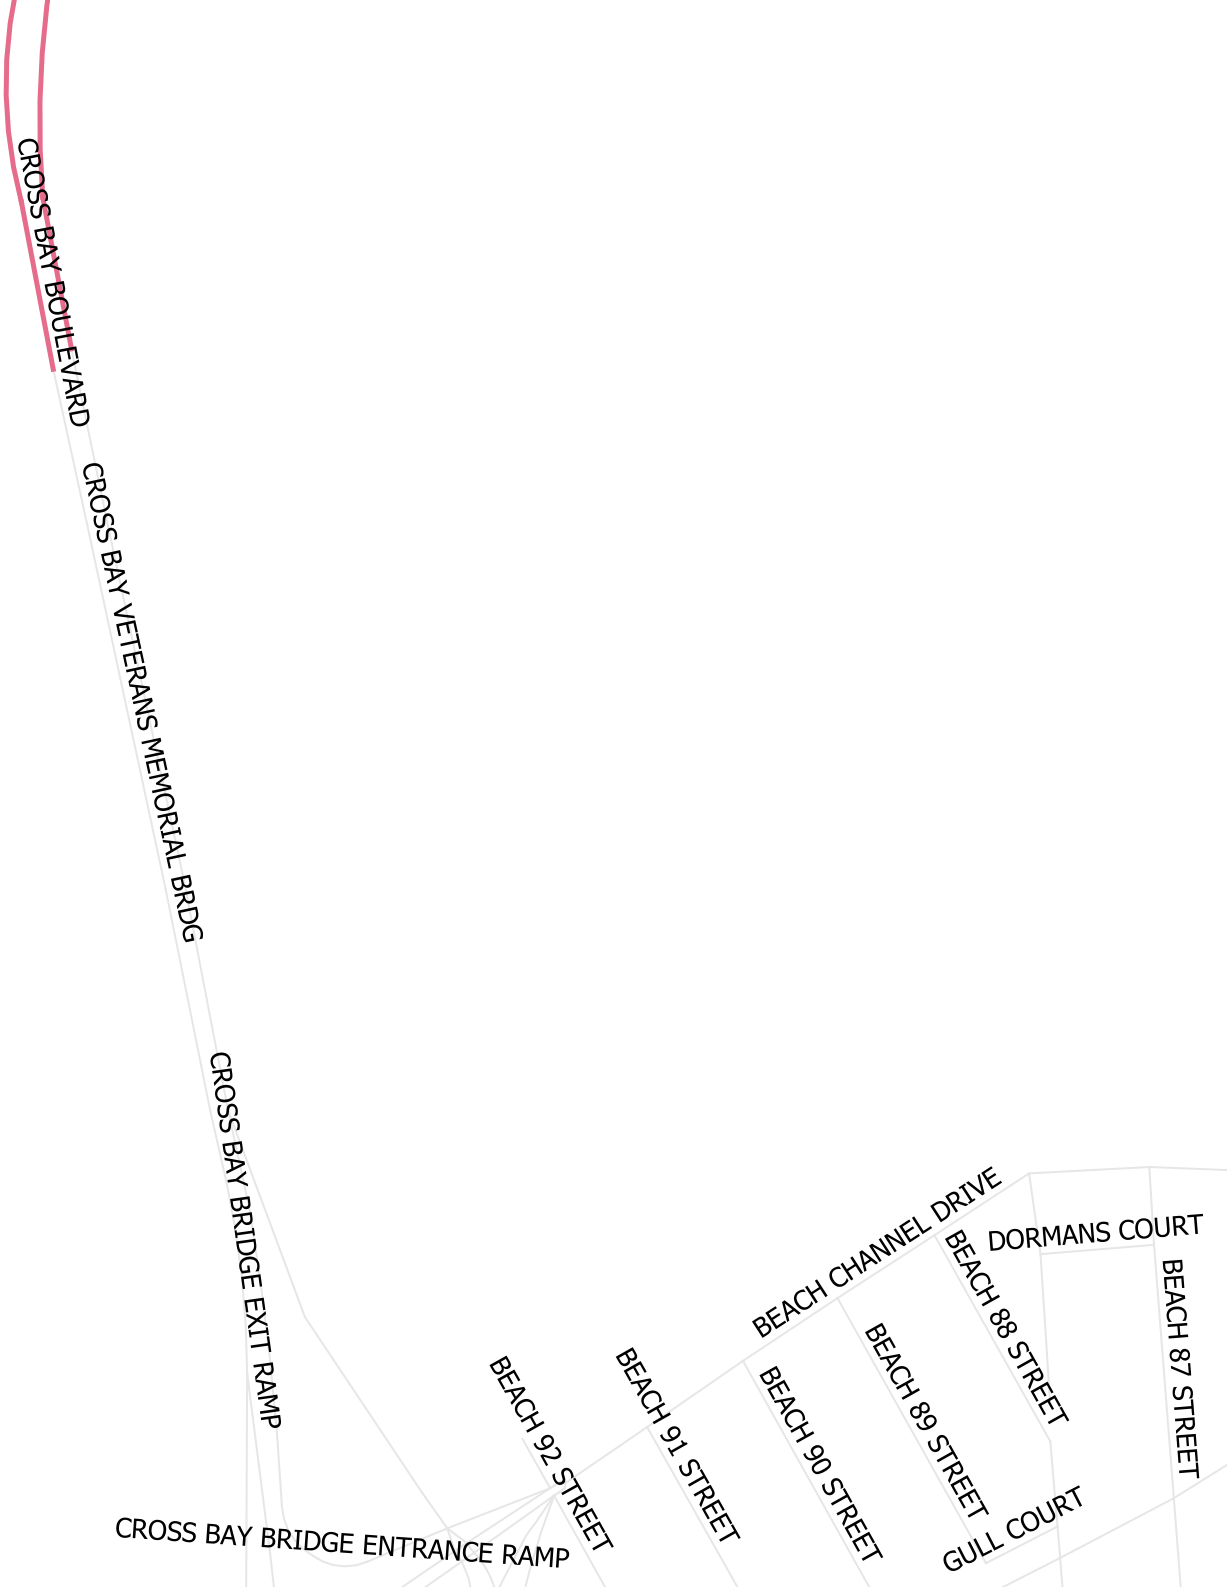 CROSS BAY BOULEVARD
CROSS BAY VETERANS MEMORIAL BRDG
CROSS BAY BRIDGE EXIT RAMP
BEACH CHANNEL DRIVE
DORMANS COURT
BEACH 88 STREET
BEACH 87 STREET
BEACH 89 STREET
BEACH 92 STREET
BEACH 91 STREET
BEACH 90 STREET
GULL COURT
CROSS BAY BRIDGE ENTRANCE RAMP